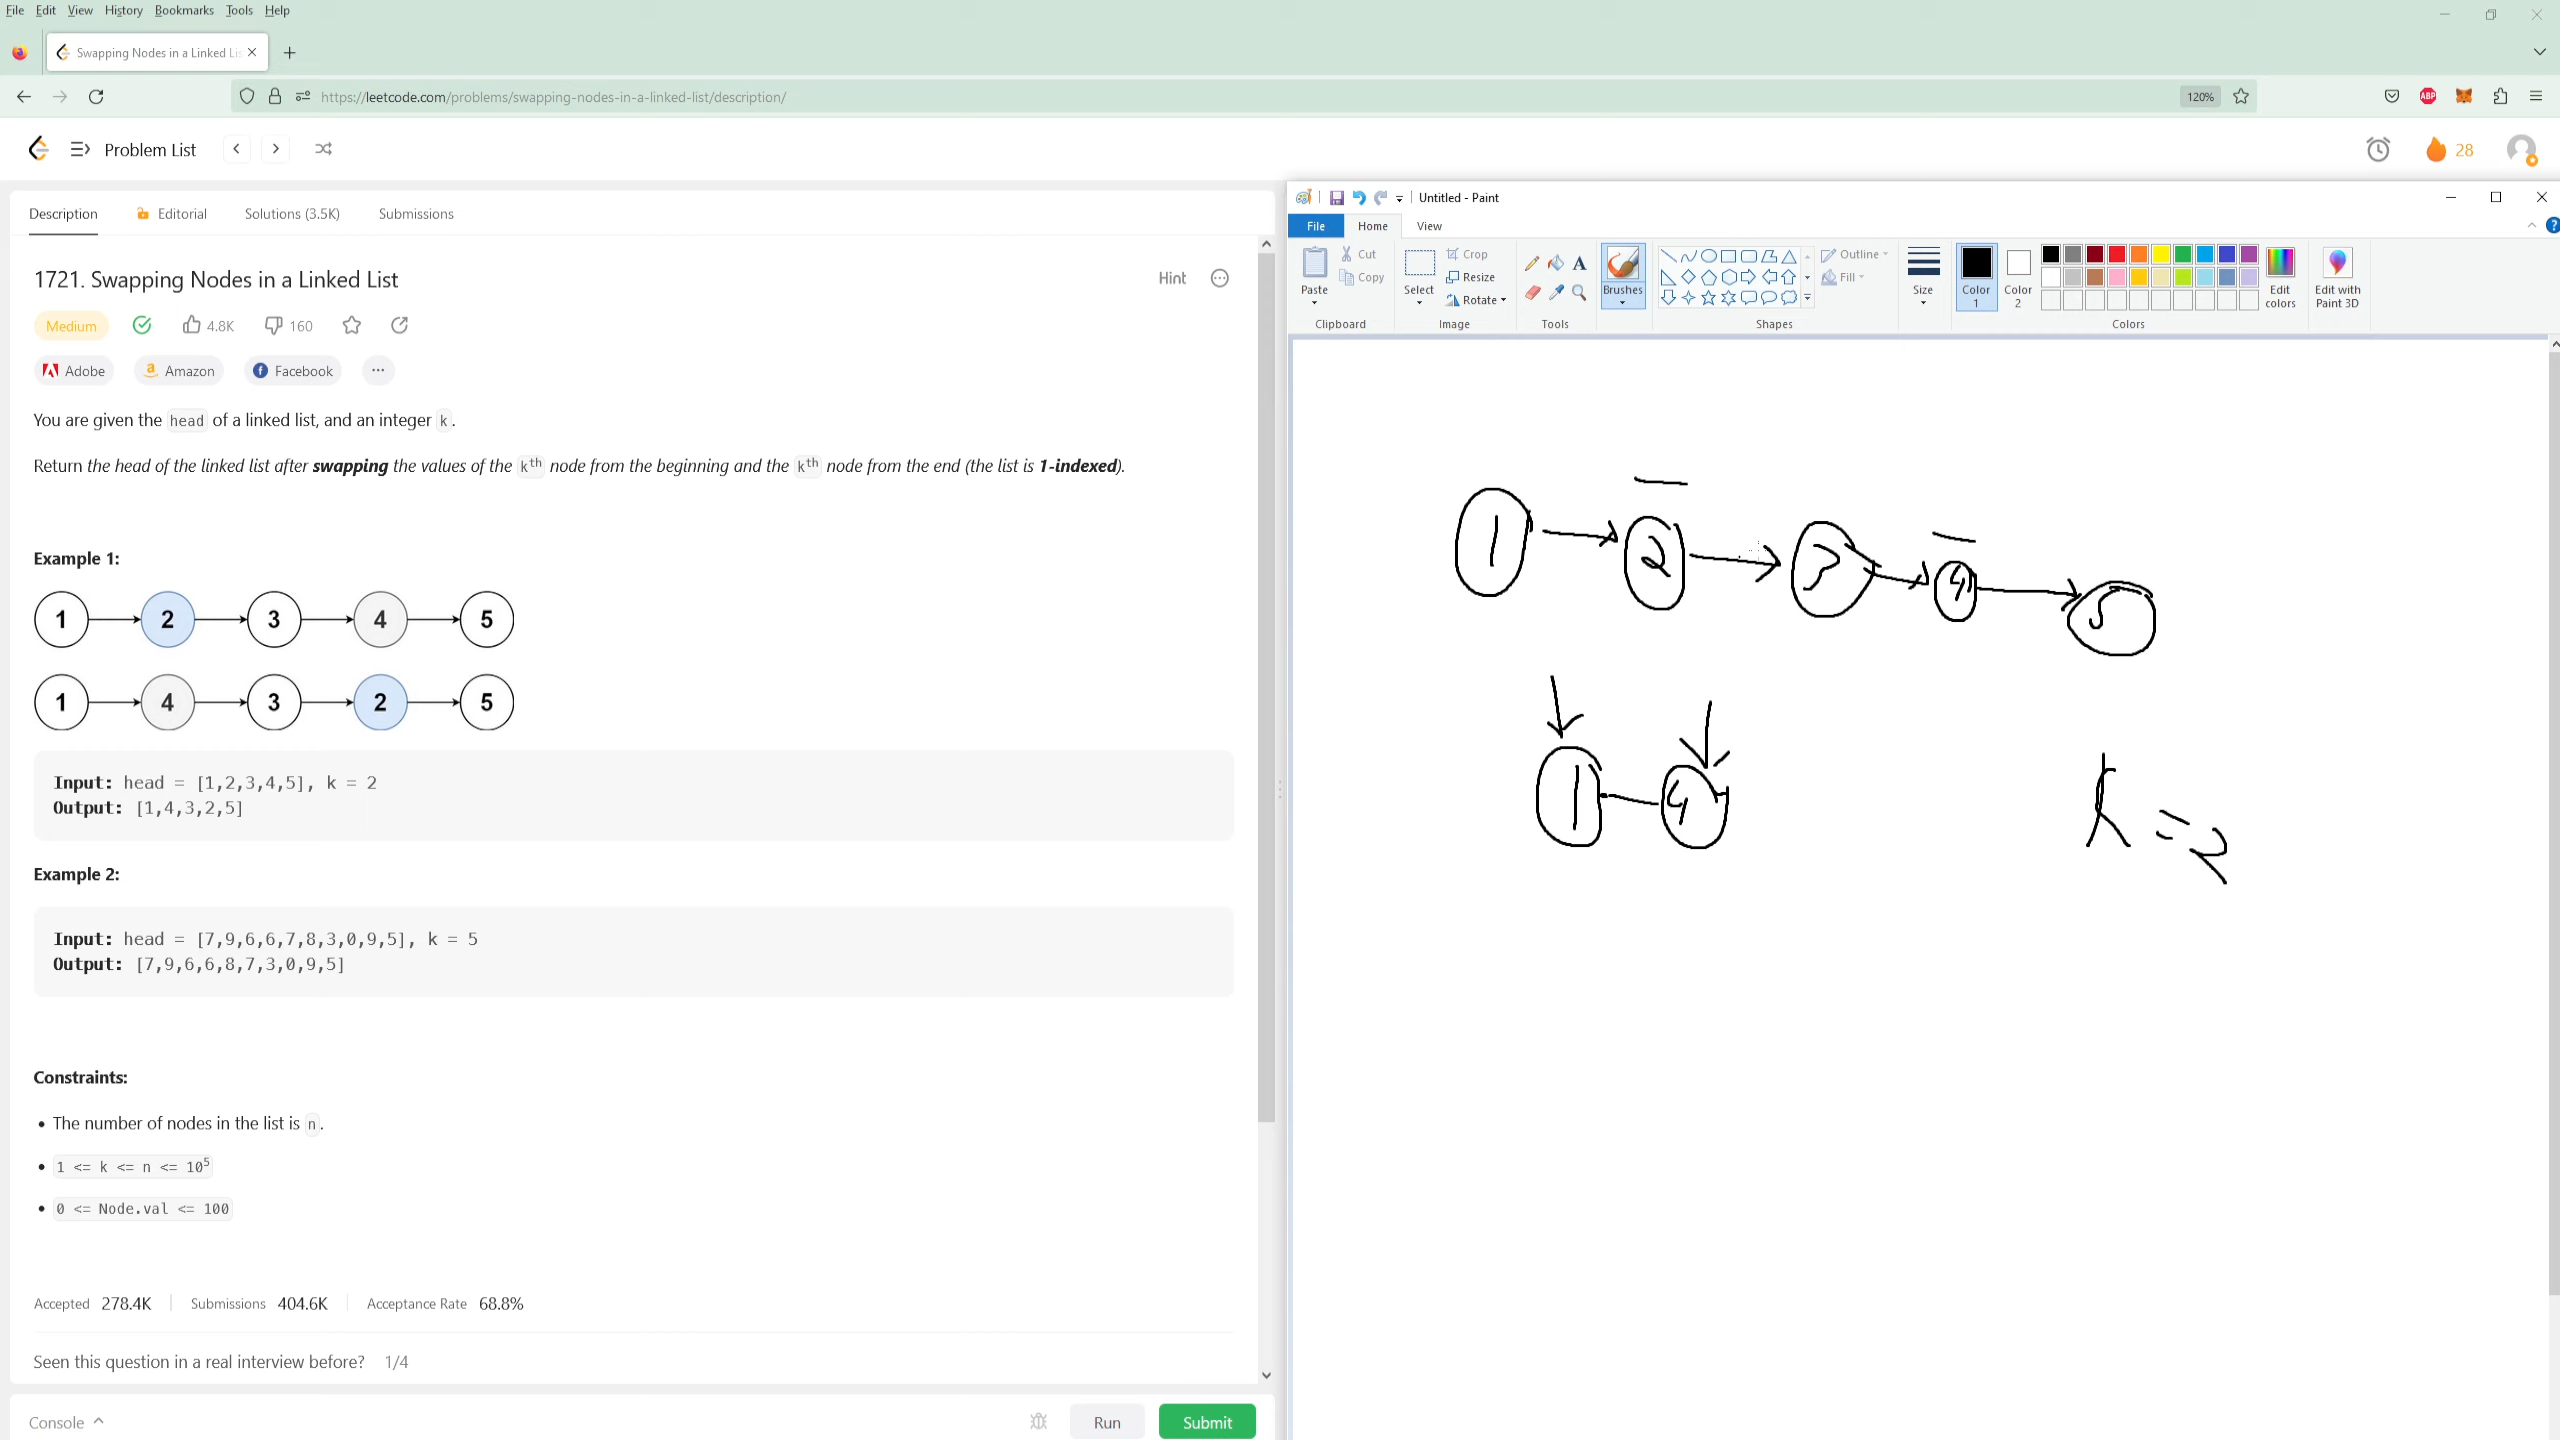 File Edit View History Bookmarks Tools Help
Swapping Nodes in a Linked Lis
https://leetcode.com/problems/swapping-nodes-in-a-linked-list/description/
120%
ABP
Problem List
28
Description Editorial Solutions (3.5K) Submissions
1721. Swapping Nodes in a Linked List
Hint
Medium 4.8K 160
Adobe Amazon Facebook ...
You are given the head of a linked list, and an integer k.
Return the head of the linked list after swapping the values of the kth node from the beginning and the kth node from the end (the list is 1-indexed).
Example 1:
1 2 3 4 5
1 4 3 2 5
Input: head = [1,2,3,4,5], k = 2
Output: [1,4,3,2,5]
Example 2:
Input: head = [7,9,6,6,7,8,3,0,9,5], k = 5
Output: [7,9,6,6,8,7,3,0,9,5]
Constraints:
• The number of nodes in the list is n.
• 1 <= k <= n <= 10^5
• 0 <= Node.val <= 100
Accepted 278.4K Submissions 404.6K Acceptance Rate 68.8%
Seen this question in a real interview before? 1/4
Console
Run
Submit
Untitled - Paint
File Home View
Paste
Cut
Copy
Clipboard
Select
Crop
Resize
Rotate
Image
A
Tools
Brushes
Outline
Fill
Shapes
Size
Color 1
Color 2
Edit colors
Colors
Edit with Paint 3D
1 2 3 4 5
1 4
k = 2